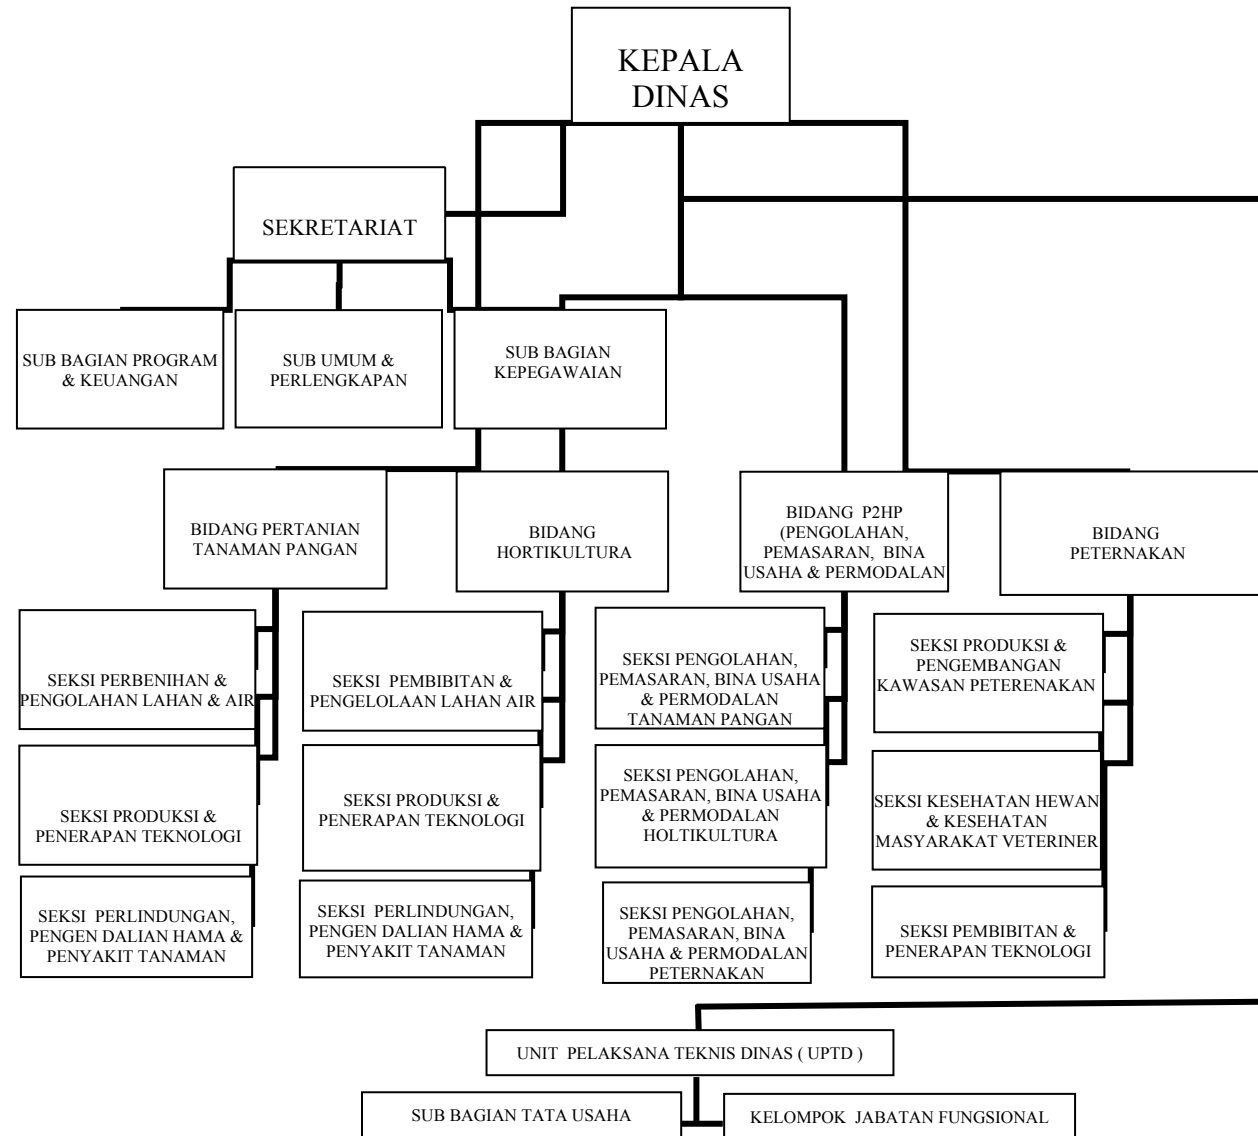 KEPALA
DINAS
SEKRETARIAT
SUB BAGIAN PROGRAM
& KEUANGAN
SUB UMUM &
PERLENGKAPAN
SUB BAGIAN
KEPEGAWAIAN
BIDANG PERTANIAN
TANAMAN PANGAN
BIDANG
HORTIKULTURA
BIDANG P2HP
(PENGOLAHAN,
PEMASARAN, BINA
USAHA & PERMODALAN
BIDANG
PETERNAKAN
SEKSI PERBENIHAN &
PENGOLAHAN LAHAN & AIR
SEKSI PEMBIBITAN &
PENGELOLAAN LAHAN AIR
SEKSI PENGOLAHAN,
PEMASARAN, BINA USAHA
& PERMODALAN
TANAMAN PANGAN
SEKSI PRODUKSI &
PENGEMBANGAN
KAWASAN PETERENAKAN
SEKSI PRODUKSI &
PENERAPAN TEKNOLOGI
SEKSI PRODUKSI &
PENERAPAN TEKNOLOGI
SEKSI PENGOLAHAN,
PEMASARAN, BINA USAHA
& PERMODALAN
HOLTIKULTURA
SEKSI KESEHATAN HEWAN
& KESEHATAN
MASYARAKAT VETERINER
SEKSI PERLINDUNGAN,
PENGEN DALIAN HAMA &
PENYAKIT TANAMAN
SEKSI PERLINDUNGAN,
PENGEN DALIAN HAMA &
PENYAKIT TANAMAN
SEKSI PENGOLAHAN,
PEMASARAN, BINA
USAHA & PERMODALAN
PETERNAKAN
SEKSI PEMBIBITAN &
PENERAPAN TEKNOLOGI
UNIT PELAKSANA TEKNIS DINAS ( UPTD )
SUB BAGIAN TATA USAHA
KELOMPOK JABATAN FUNGSIONAL